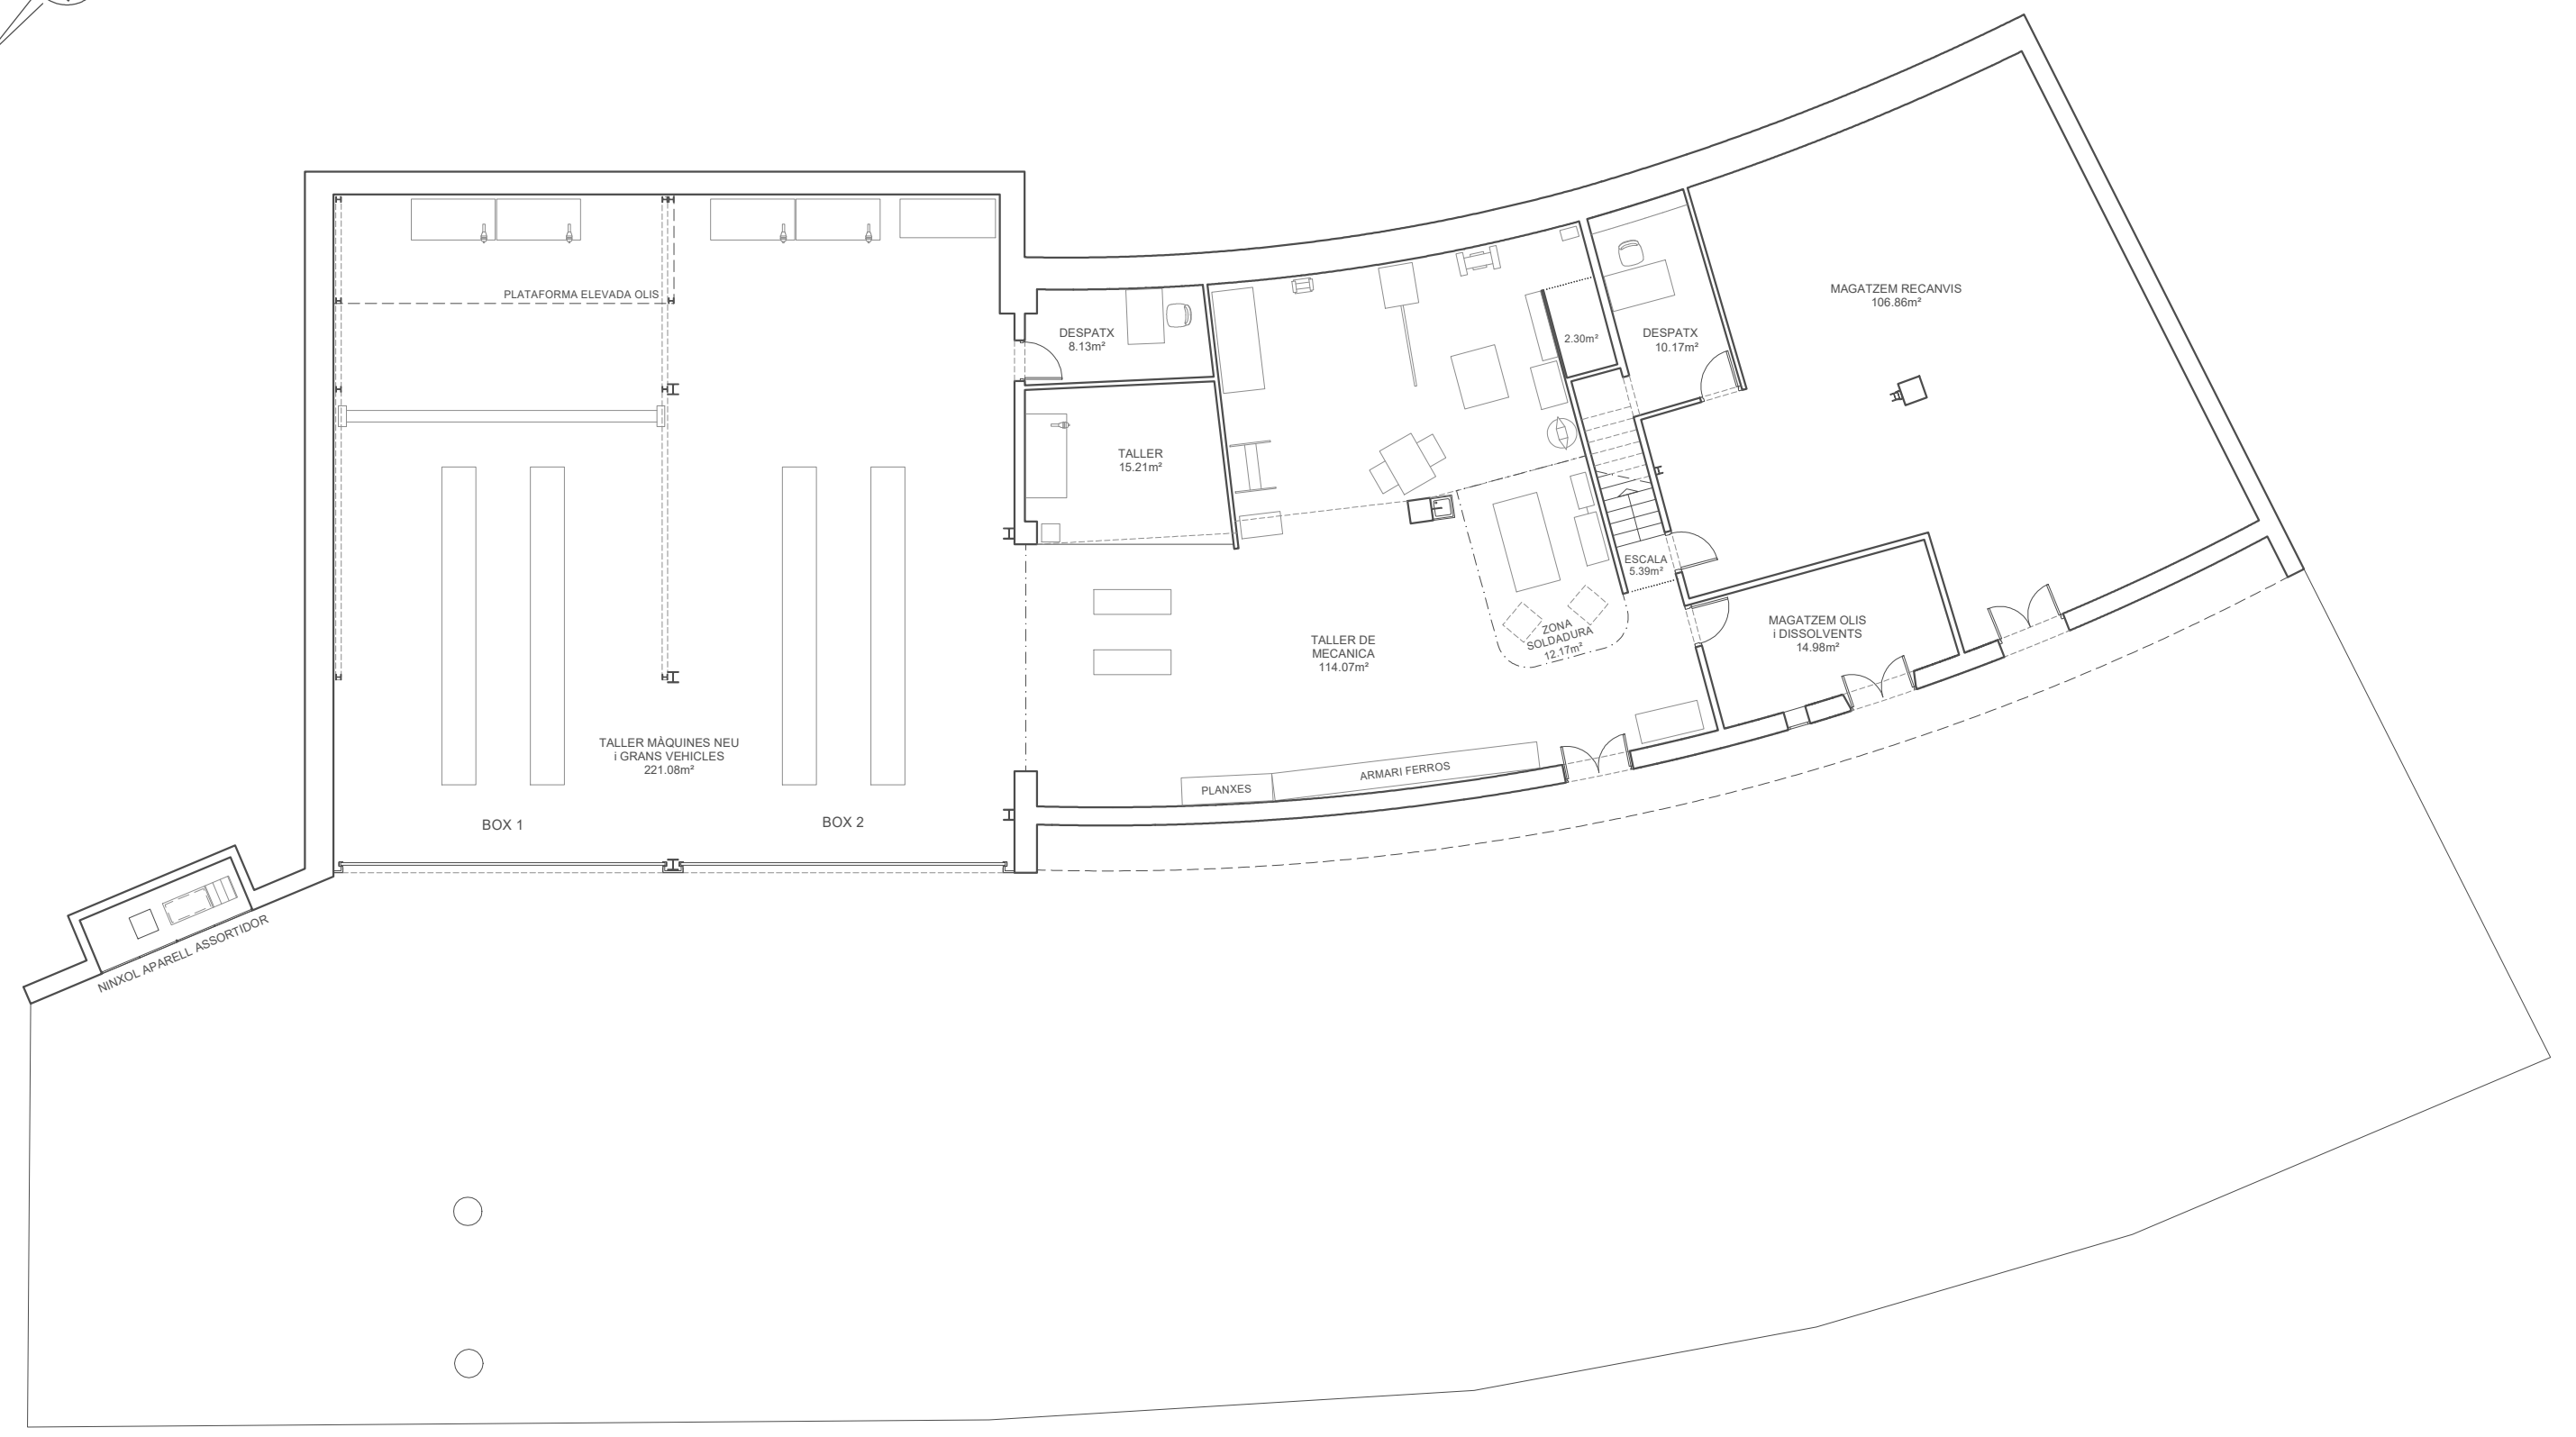 PLATAFORMA ELEVADA OLIS
DESPATX
8.13m²
TALLER
15.21m²
2.30m²
DESPATX
10.17m²
MAGATZEM RECANVIS
106.86m²
ESCALA
5.39m²
MAGATZEM OLIS
i DISSOLVENTS
14.98m²
ZONA
SOLDADURA
12.17m²
TALLER DE
MECANICA
114.07m²
TALLER MÀQUINES NEU
i GRANS VEHICLES
221.08m²
BOX 1
BOX 2
PLANXES
ARMARI FERROS
NINXOL APARELL ASSORTIDOR